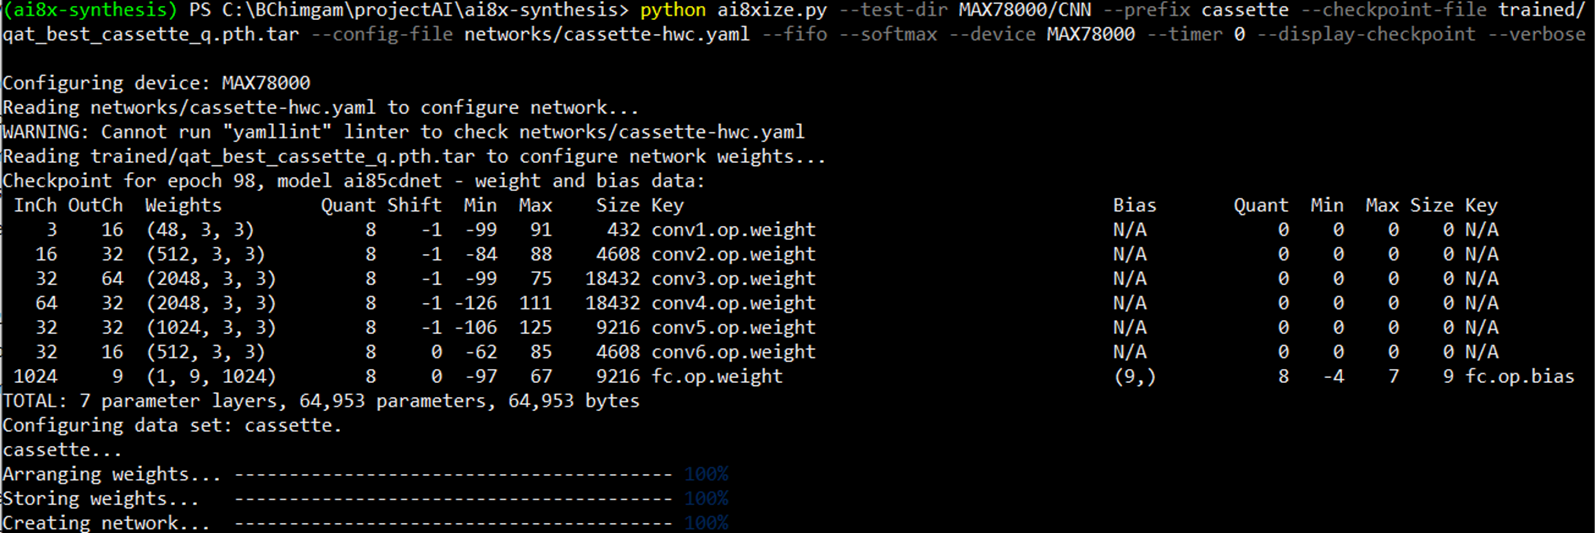 (ai8x-synthesis) PS C:\BChimgam\projectAI\ai8x-synthesis> python ai8xize.py --test-dir MAX78000/CNN --prefix cassette --checkpoint-file trained/
qat_best_cassette_q.pth.tar --config-file networks/cassette-hwc.yaml --fifo --softmax --device MAX78000 --timer 0 --display-checkpoint --verbose
Configuring device: MAX78000
Reading networks/cassette-hwc.yaml to configure network...
WARNING: Cannot run "yamllint" linter to check networks/cassette-hwc.yaml
Reading trained/qat_best_cassette_q.pth.tar to configure network weights...
Checkpoint for epoch 98, model ai85cdnet - weight and bias data:
InCh OutCh Weights Quant Shift Min Max Size Key Bias Quant Min Max Size Key
3 16 (48, 3, 3) 8 -1 -99 91 432 conv1.op.weight N/A 0 0 0 0 N/A
16 32 (512, 3, 3) 8 -1 -84 88 4608 conv2.op.weight N/A 0 0 0 0 N/A
32 64 (2048, 3, 3) 8 -1 -99 75 18432 conv3.op.weight N/A 0 0 0 0 N/A
64 32 (2048, 3, 3) 8 -1 -126 111 18432 conv4.op.weight N/A 0 0 0 0 N/A
32 32 (1024, 3, 3) 8 -1 -106 125 9216 conv5.op.weight N/A 0 0 0 0 N/A
32 16 (512, 3, 3) 8 0 -62 85 4608 conv6.op.weight N/A 0 0 0 0 N/A
1024 9 (1, 9, 1024) 8 0 -97 67 9216 fc.op.weight (9,) 8 -4 7 9 fc.op.bias
TOTAL: 7 parameter layers, 64,953 parameters, 64,953 bytes
Configuring data set: cassette.
cassette...
Arranging weights... ---------------------------------------- 100%
Storing weights... ---------------------------------------- 100%
Creating network... ---------------------------------------- 100%